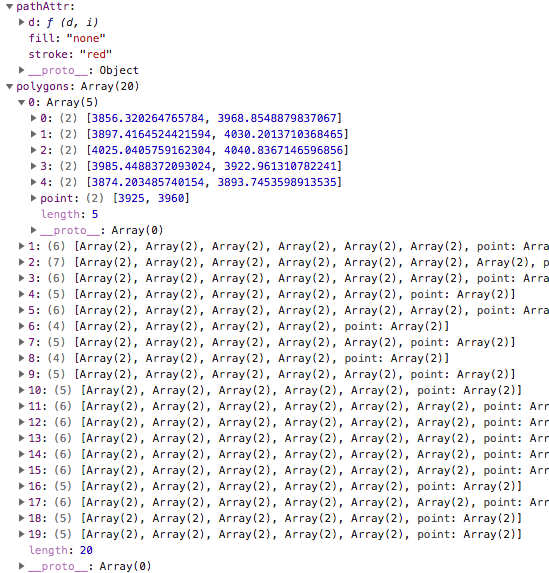 ▼ pathAttr:
▶ d: ƒ (d, i)
fill: "none"
stroke: "red"
▶ __proto__: Object
▼ polygons: Array(20)
▼ 0: Array(5)
▶ 0: (2) [3856.320264765784, 3968.8548879837067]
▶ 1: (2) [3897.4164524421594, 4030.2013710368465]
▶ 2: (2) [4025.0405759162304, 4040.8367146596856]
▶ 3: (2) [3985.4488372093024, 3922.961310782241]
▶ 4: (2) [3874.203485740154, 3893.7453598913535]
▶ point: (2) [3925, 3960]
length: 5
▶ __proto__: Array(0)
▶ 1: (6) [Array(2), Array(2), Array(2), Array(2), Array(2), Array(2), point: Arra
▶ 2: (7) [Array(2), Array(2), Array(2), Array(2), Array(2), Array(2), Array(2), p
▶ 3: (6) [Array(2), Array(2), Array(2), Array(2), Array(2), Array(2), point: Arra
▶ 4: (5) [Array(2), Array(2), Array(2), Array(2), Array(2), point: Array(2)]
▶ 5: (6) [Array(2), Array(2), Array(2), Array(2), Array(2), Array(2), point: Arra
▶ 6: (4) [Array(2), Array(2), Array(2), Array(2), point: Array(2)]
▶ 7: (5) [Array(2), Array(2), Array(2), Array(2), Array(2), point: Array(2)]
▶ 8: (4) [Array(2), Array(2), Array(2), Array(2), point: Array(2)]
▶ 9: (5) [Array(2), Array(2), Array(2), Array(2), Array(2), point: Array(2)]
▶ 10: (5) [Array(2), Array(2), Array(2), Array(2), Array(2), point: Array(2)]
▶ 11: (6) [Array(2), Array(2), Array(2), Array(2), Array(2), Array(2), point: Arr
▶ 12: (6) [Array(2), Array(2), Array(2), Array(2), Array(2), Array(2), point: Arr
▶ 13: (6) [Array(2), Array(2), Array(2), Array(2), Array(2), Array(2), point: Arr
▶ 14: (6) [Array(2), Array(2), Array(2), Array(2), Array(2), Array(2), point: Arr
▶ 15: (6) [Array(2), Array(2), Array(2), Array(2), Array(2), Array(2), point: Arr
▶ 16: (5) [Array(2), Array(2), Array(2), Array(2), Array(2), point: Array(2)]
▶ 17: (6) [Array(2), Array(2), Array(2), Array(2), Array(2), Array(2), point: Arr
▶ 18: (5) [Array(2), Array(2), Array(2), Array(2), Array(2), point: Array(2)]
▶ 19: (5) [Array(2), Array(2), Array(2), Array(2), Array(2), point: Array(2)]
length: 20
▶ __proto__: Array(0)